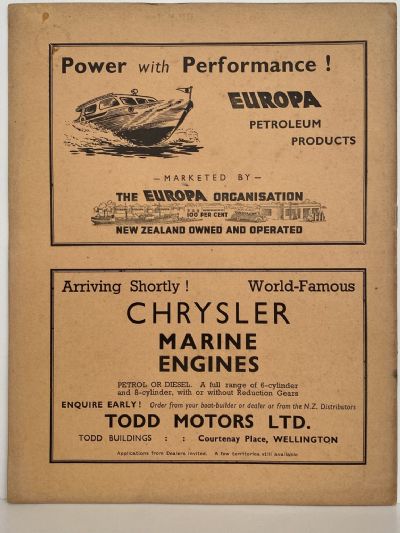 Power with Performance !
EUROPA
PETROLEUM
PRODUCTS
— MARKETED BY —
THE EUROPA ORGANISATION
100 PER CENT
NEW ZEALAND OWNED AND OPERATED
Arriving Shortly ! World-Famous
CHRYSLER
MARINE
ENGINES
PETROL OR DIESEL. A full range of 6-cylinder
and 8-cylinder, with or without Reduction Gears
ENQUIRE EARLY! Order from your boat-builder or dealer or from the N.Z. Distributors
TODD MOTORS LTD.
TODD BUILDINGS : : Courtenay Place, WELLINGTON
Applications from Dealers invited. A few territories still available